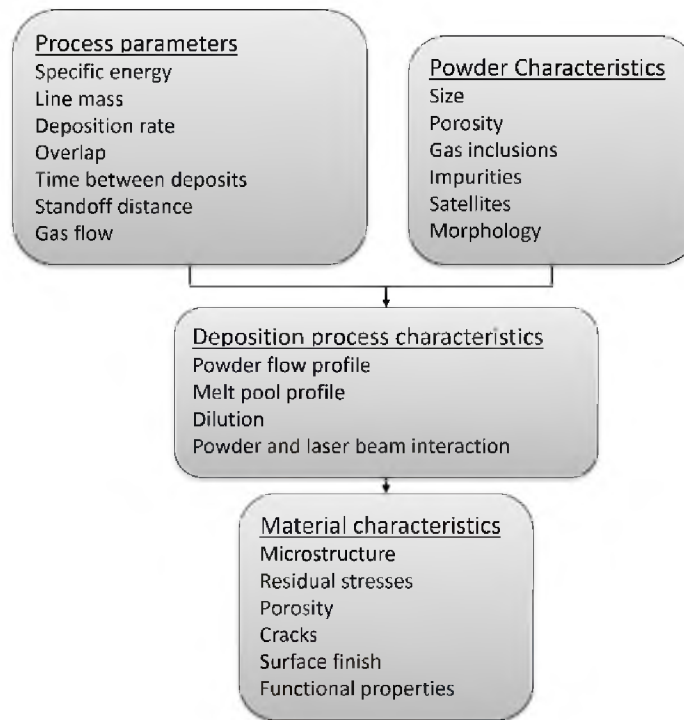 Process parameters
Specific energy
Line mass
Deposition rate
Overlap
Time between deposits
Standoff distance
Gas flow
Powder Characteristics
Size
Porosity
Gas inclusions
Impurities
Satellites
Morphology
Deposition process characteristics
Powder flow profile
Melt pool profile
Dilution
Powder and laser beam interaction
Material characteristics
Microstructure
Residual stresses
Porosity
Cracks
Surface finish
Functional properties